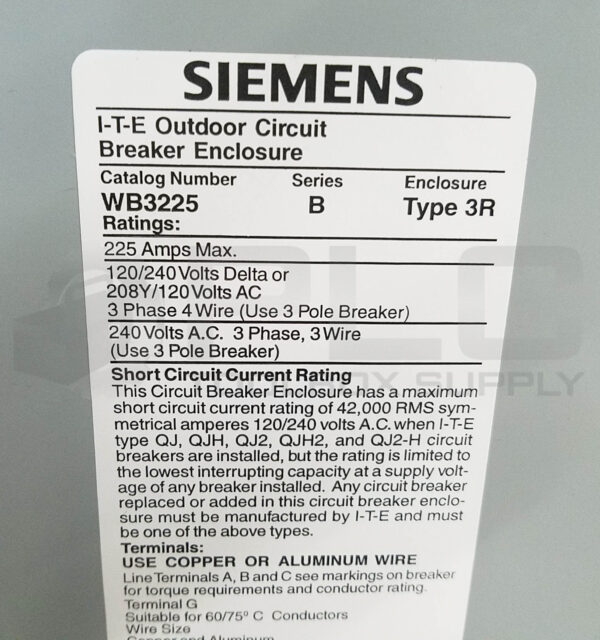 SIEMENS
I-T-E Outdoor Circuit
Breaker Enclosure
Catalog Number Series Enclosure
WB3225 B Type 3R
Ratings:
225 Amps Max.
120/240 Volts Delta or
208Y/120 Volts AC
3 Phase 4 Wire (Use 3 Pole Breaker)
240 Volts A.C. 3 Phase, 3 Wire
(Use 3 Pole Breaker)
Short Circuit Current Rating
This Circuit Breaker Enclosure has a maximum
short circuit current rating of 42,000 RMS sym-
metrical amperes 120/240 volts A.C. when I-T-E
type QJ, QJH, QJ2, QJH2, and QJ2-H circuit
breakers are installed, but the rating is limited to
the lowest interrupting capacity at a supply volt-
age of any breaker installed. Any circuit breaker
replaced or added in this circuit breaker enclo-
sure must be manufactured by I-T-E and must
be one of the above types.
Terminals:
USE COPPER OR ALUMINUM WIRE
Line Terminals A, B and C see markings on breaker
for torque requirements and conductor rating.
Terminal G
Suitable for 60/75° C Conductors
Wire Size
Copper and Aluminum
PLC
SUPPLY